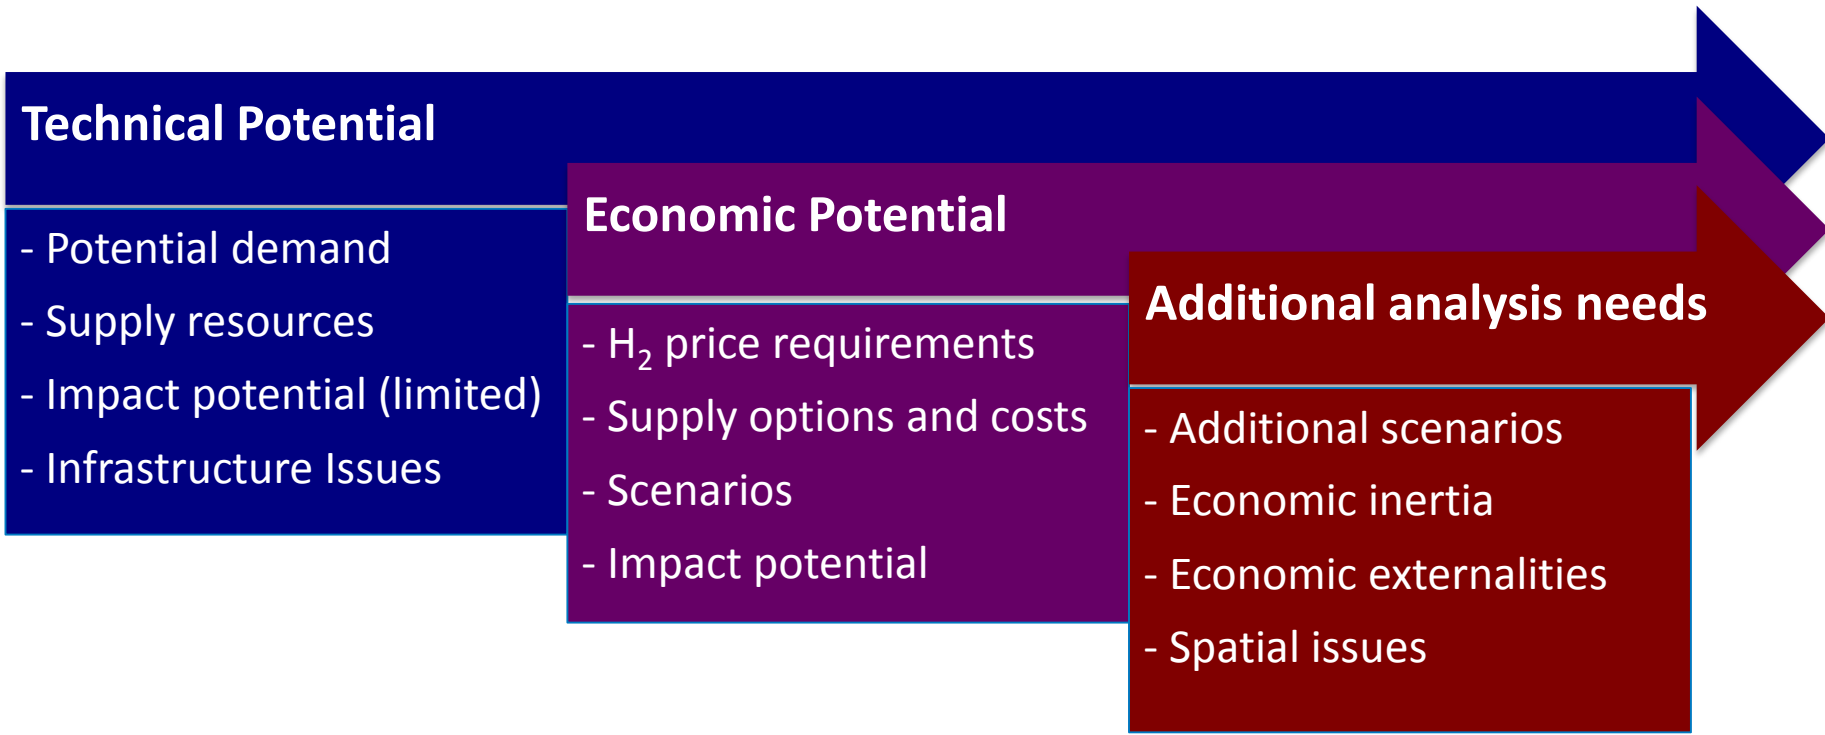 Technical Potential
- Potential demand
- Supply resources
- Impact potential (limited)
- Infrastructure Issues
Economic Potential
- H₂ price requirements
- Supply options and costs
- Scenarios
- Impact potential
Additional analysis needs
- Additional scenarios
- Economic inertia
- Economic externalities
- Spatial issues